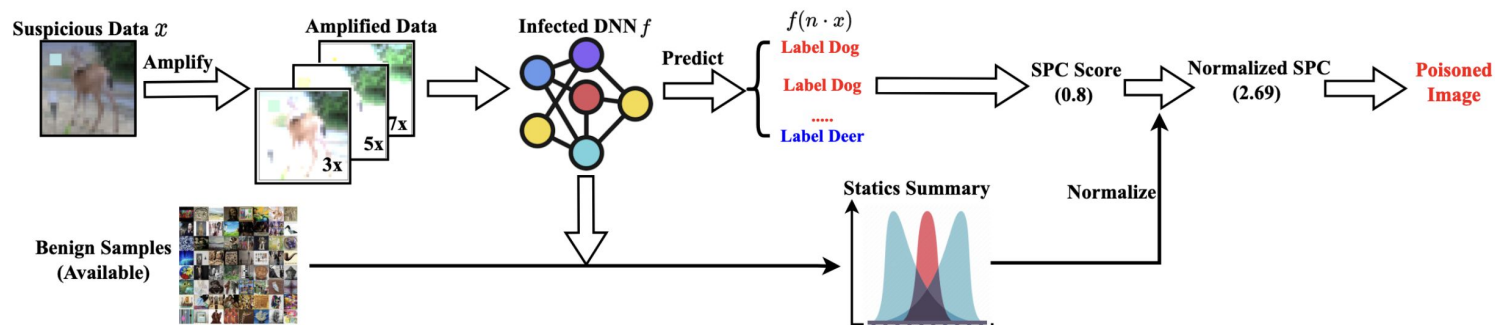 Suspicious Data x
Amplify
Amplified Data
3x
5x
7x
Infected DNN f
Predict
f(n · x)
Label Dog
Label Dog
.....
Label Deer
SPC Score
(0.8)
Normalized SPC
(2.69)
Poisoned
Image
Benign Samples
(Available)
Statics Summary
Normalize